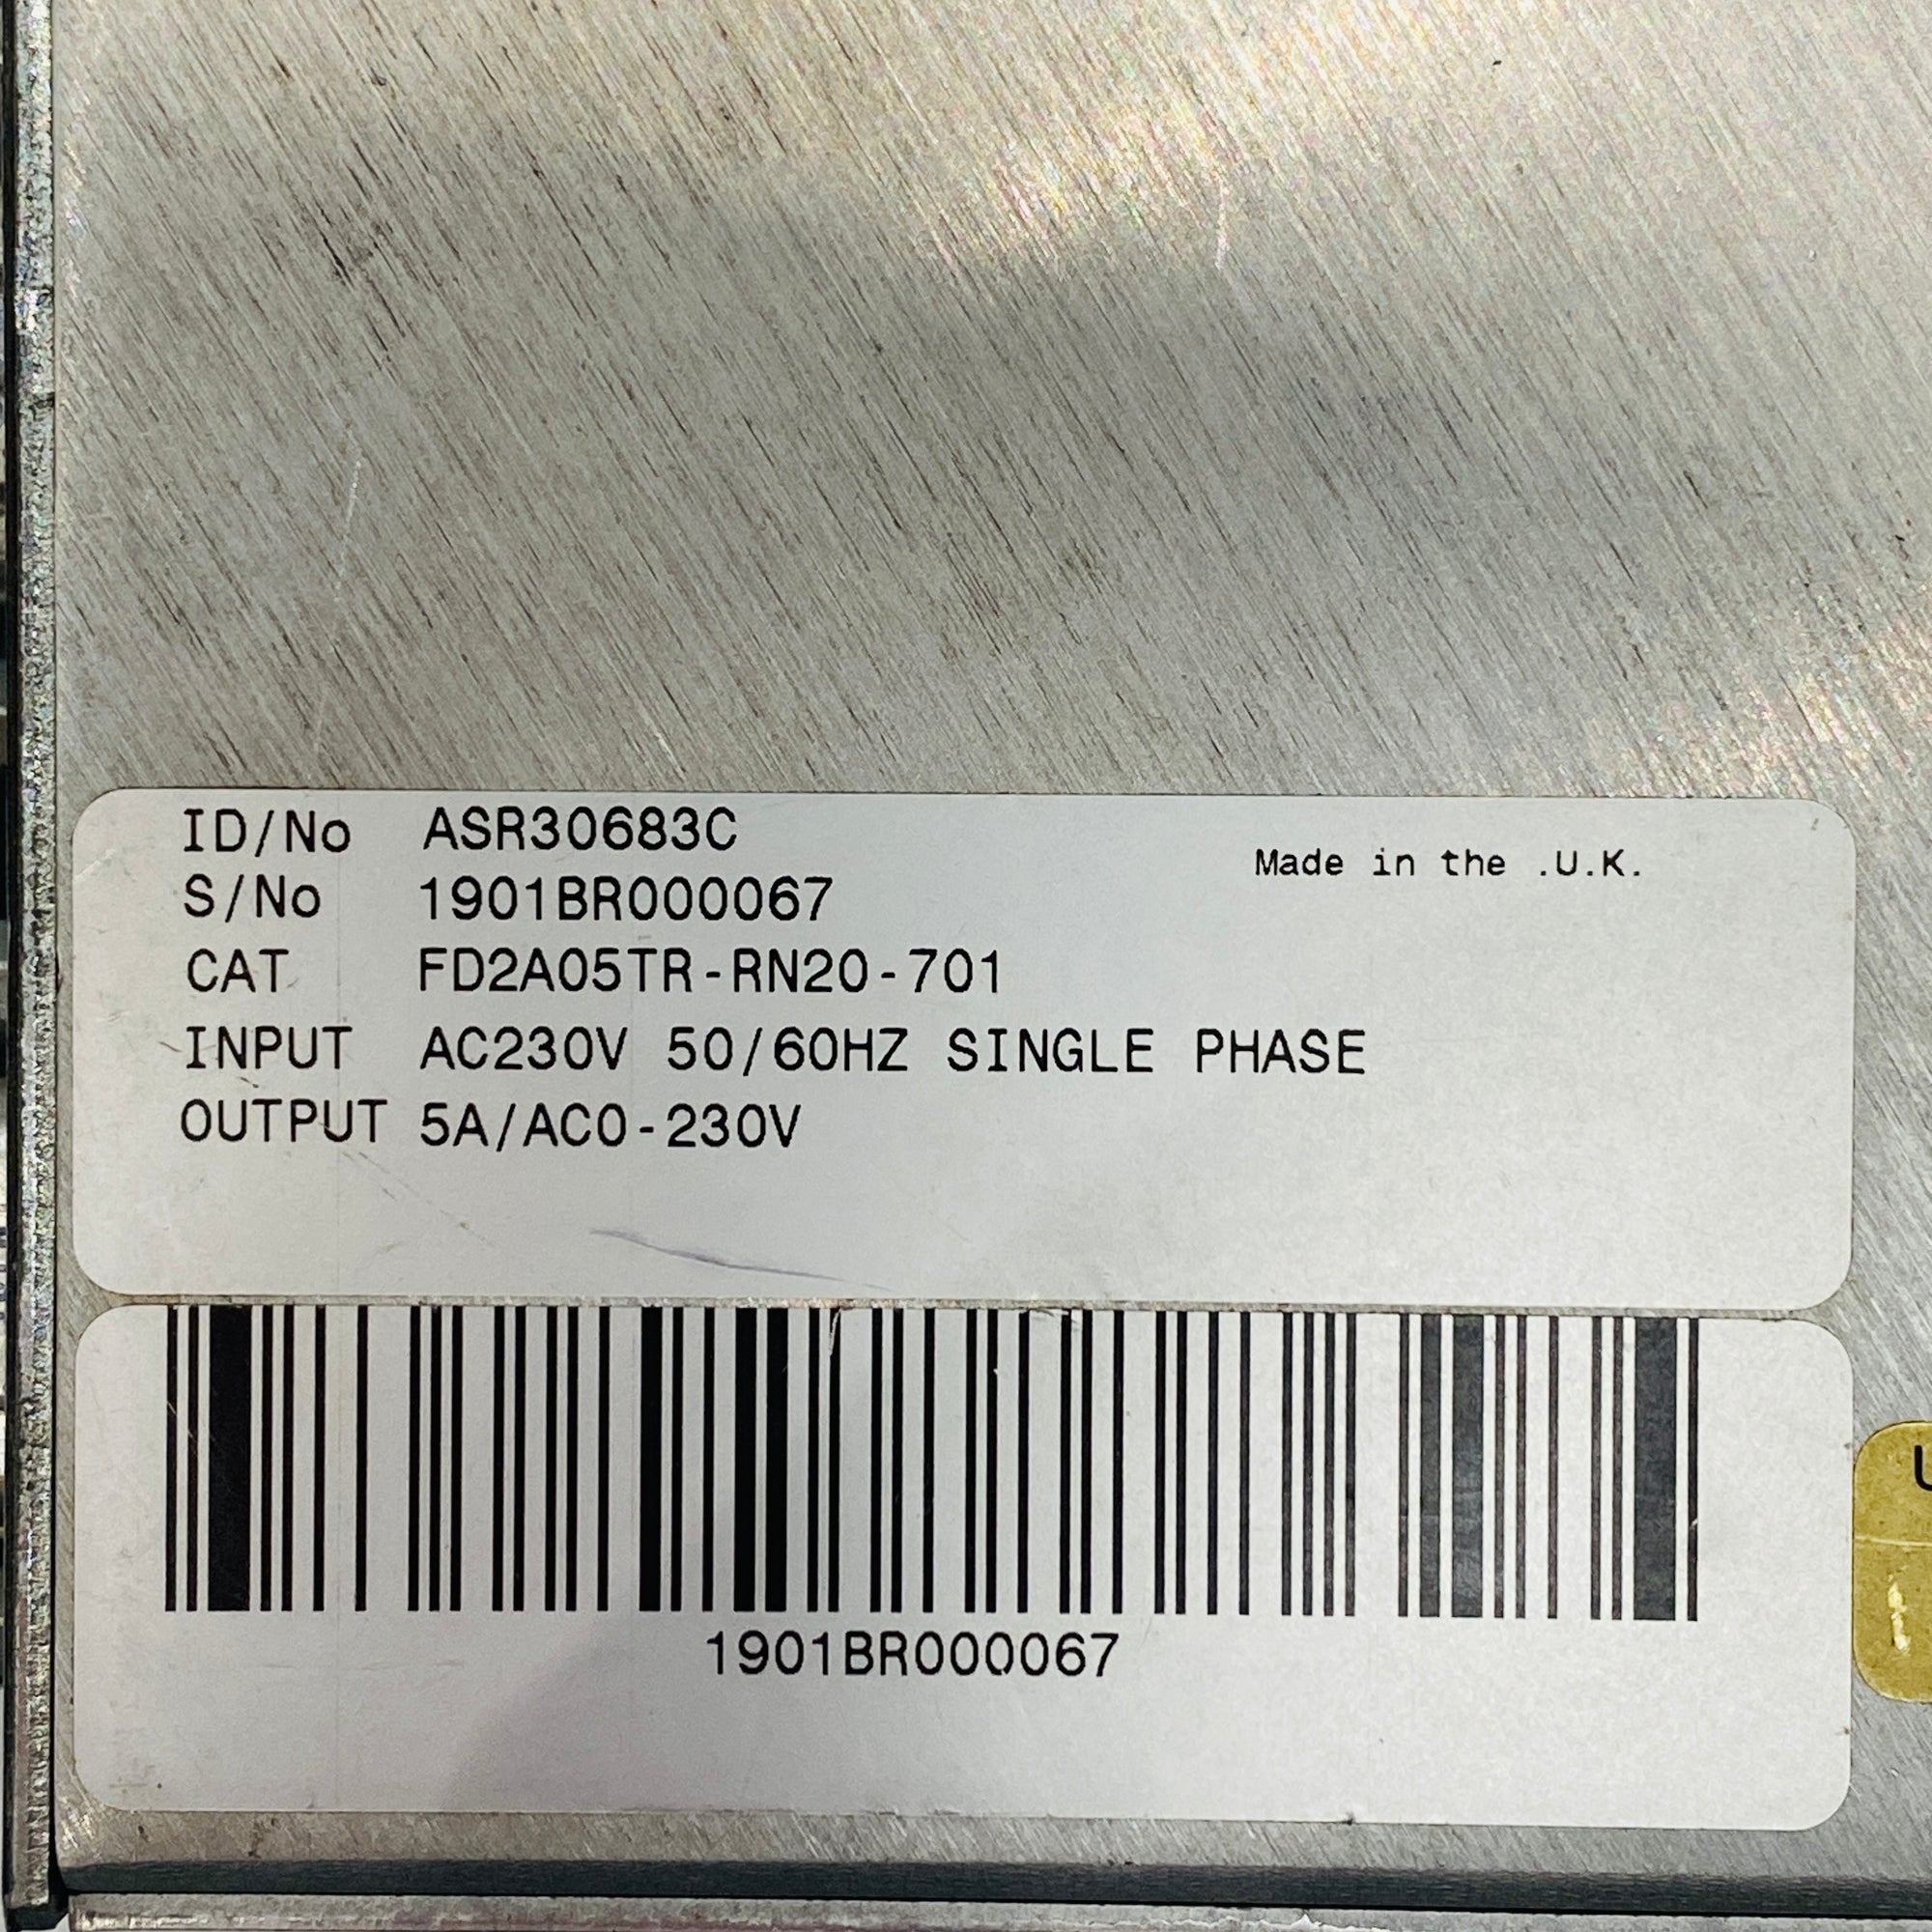 ID/No ASR30683C
Made in the .U.K.
S/No 1901BR000067
CAT FD2A05TR-RN20-701
INPUT AC230V 50/60HZ SINGLE PHASE
OUTPUT 5A/AC0-230V
1901BR000067